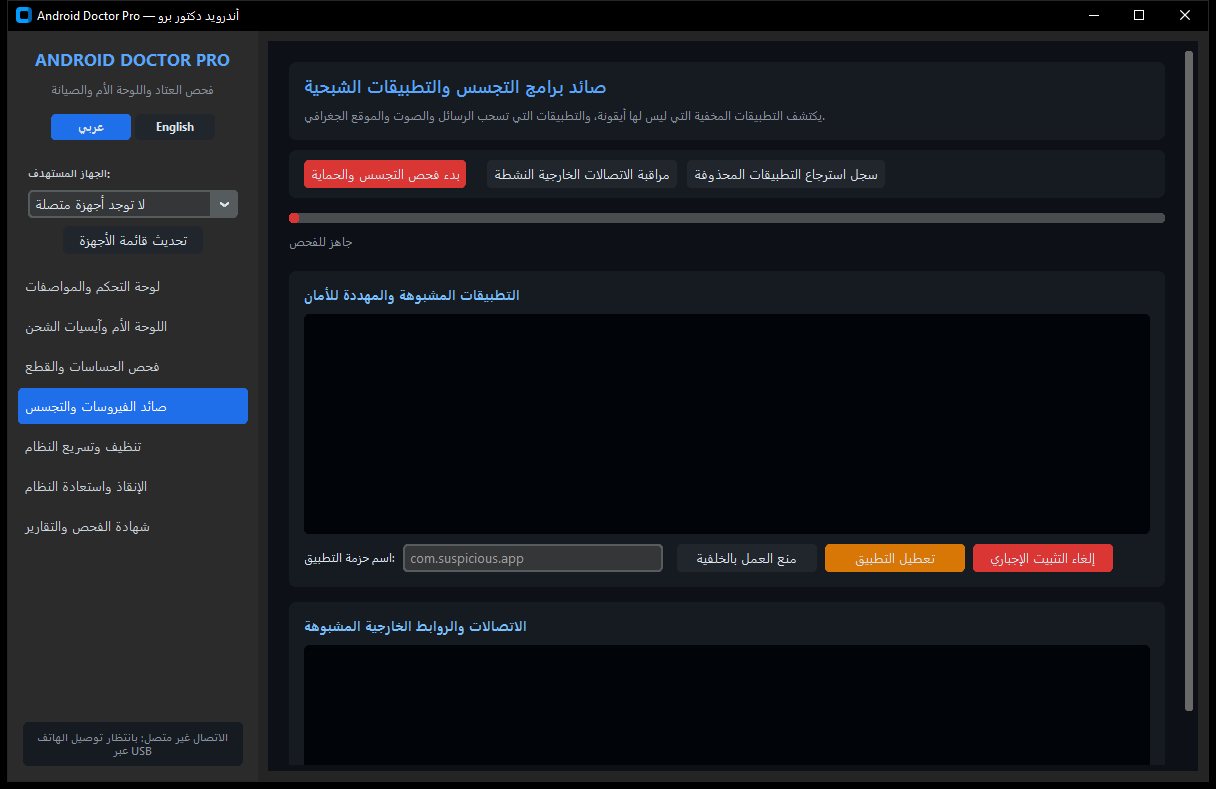 Android Doctor Pro — أندرويد دكتور برو
ANDROID DOCTOR PRO
فحص العتاد واللوحة الأم والصيانة
عربي
English
الجهاز المستهدف:
لا توجد أجهزة متصلة
تحديث قائمة الأجهزة
لوحة التحكم والمواصفات
اللوحة الأم وآيسيات الشحن
فحص الحساسات والقطع
صائد الفيروسات والتجسس
تنظيف وتسريع النظام
الإنقاذ واستعادة النظام
شهادة الفحص والتقارير
الاتصال غير متصل: بانتظار توصيل الهاتف
عبر USB
صائد برامج التجسس والتطبيقات الشبحية
يكتشف التطبيقات المخفية التي ليس لها أيقونة، والتطبيقات التي تسحب الرسائل والصوت والموقع الجغرافي.
بدء فحص التجسس والحماية
مراقبة الاتصالات الخارجية النشطة
سجل استرجاع التطبيقات المحذوفة
جاهز للفحص
التطبيقات المشبوهة والمهددة للأمان
اسم حزمة التطبيق:
com.suspicious.app
منع العمل بالخلفية
تعطيل التطبيق
إلغاء التثبيت الإجباري
الاتصالات والروابط الخارجية المشبوهة